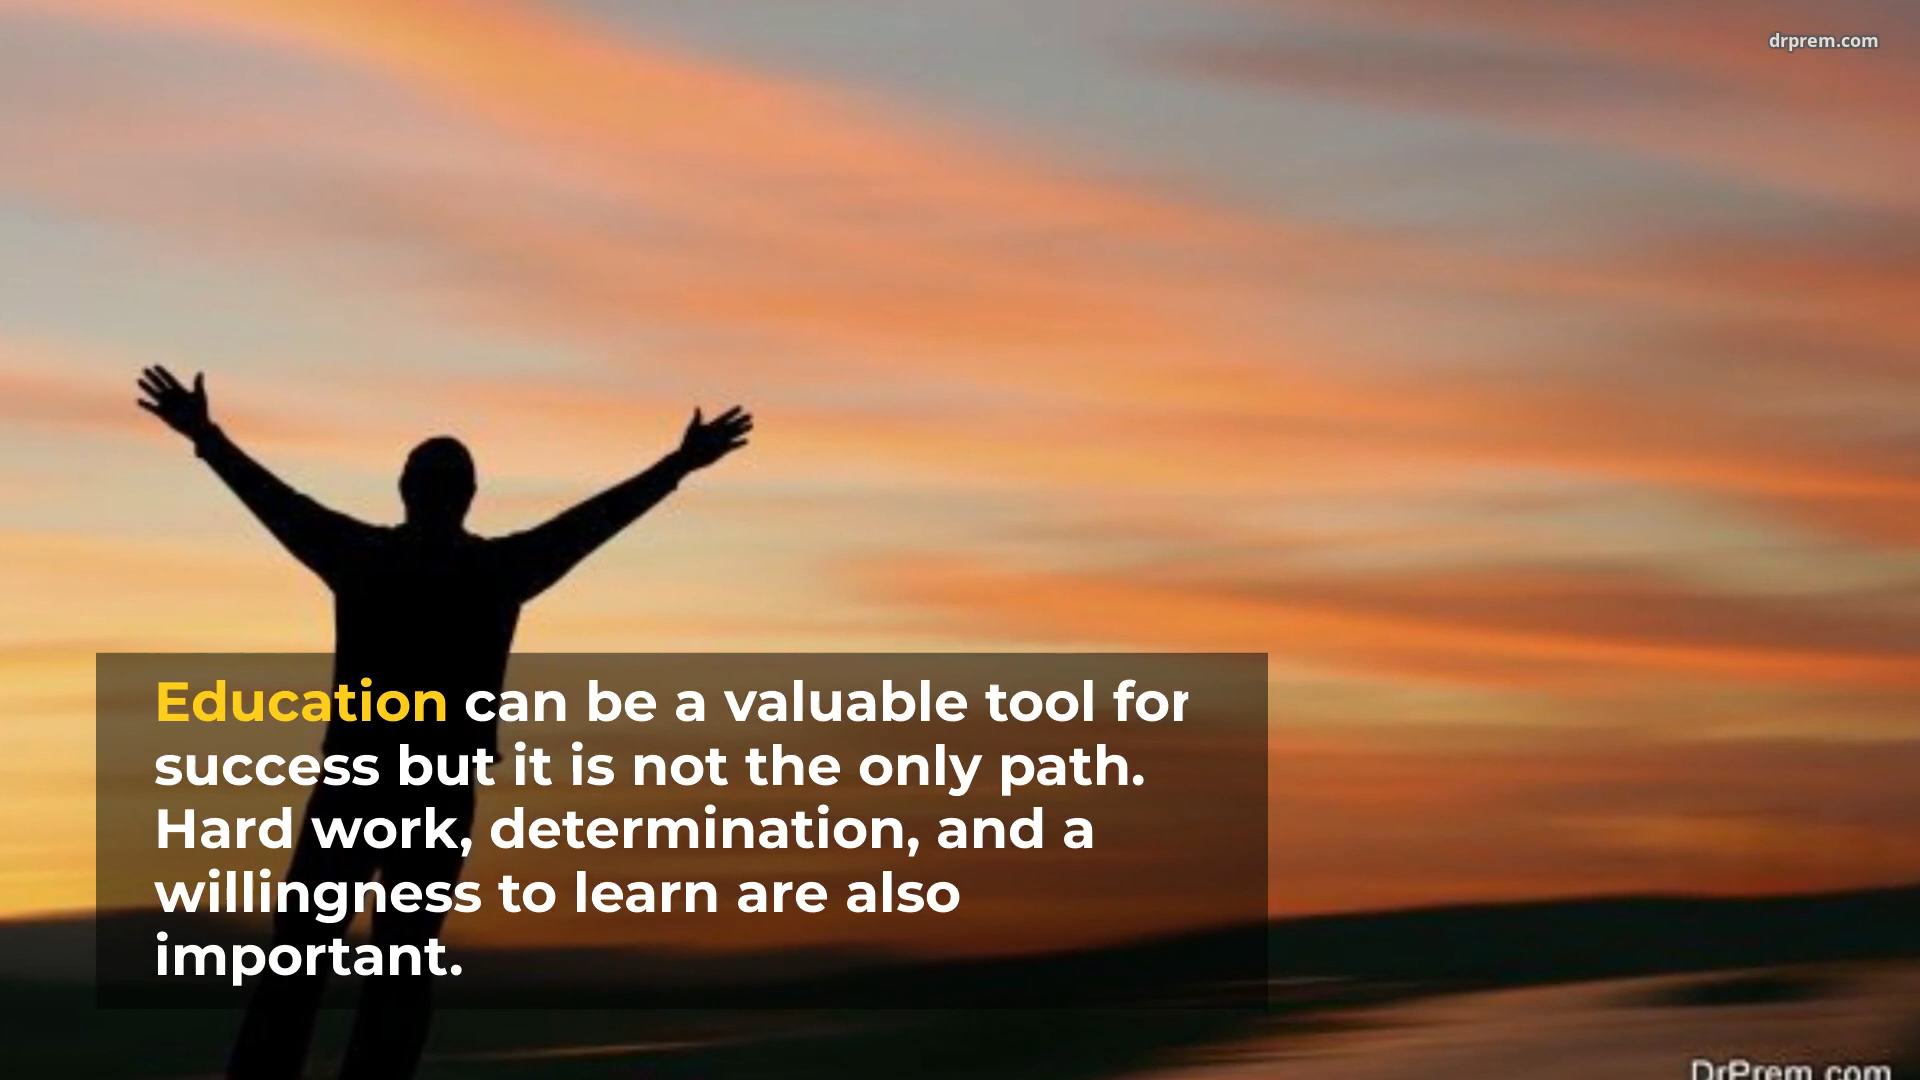 drprem.com
Education can be a valuable tool for
success but it is not the only path.
Hard work, determination, and a
willingness to learn are also
important.
DrPrem.com